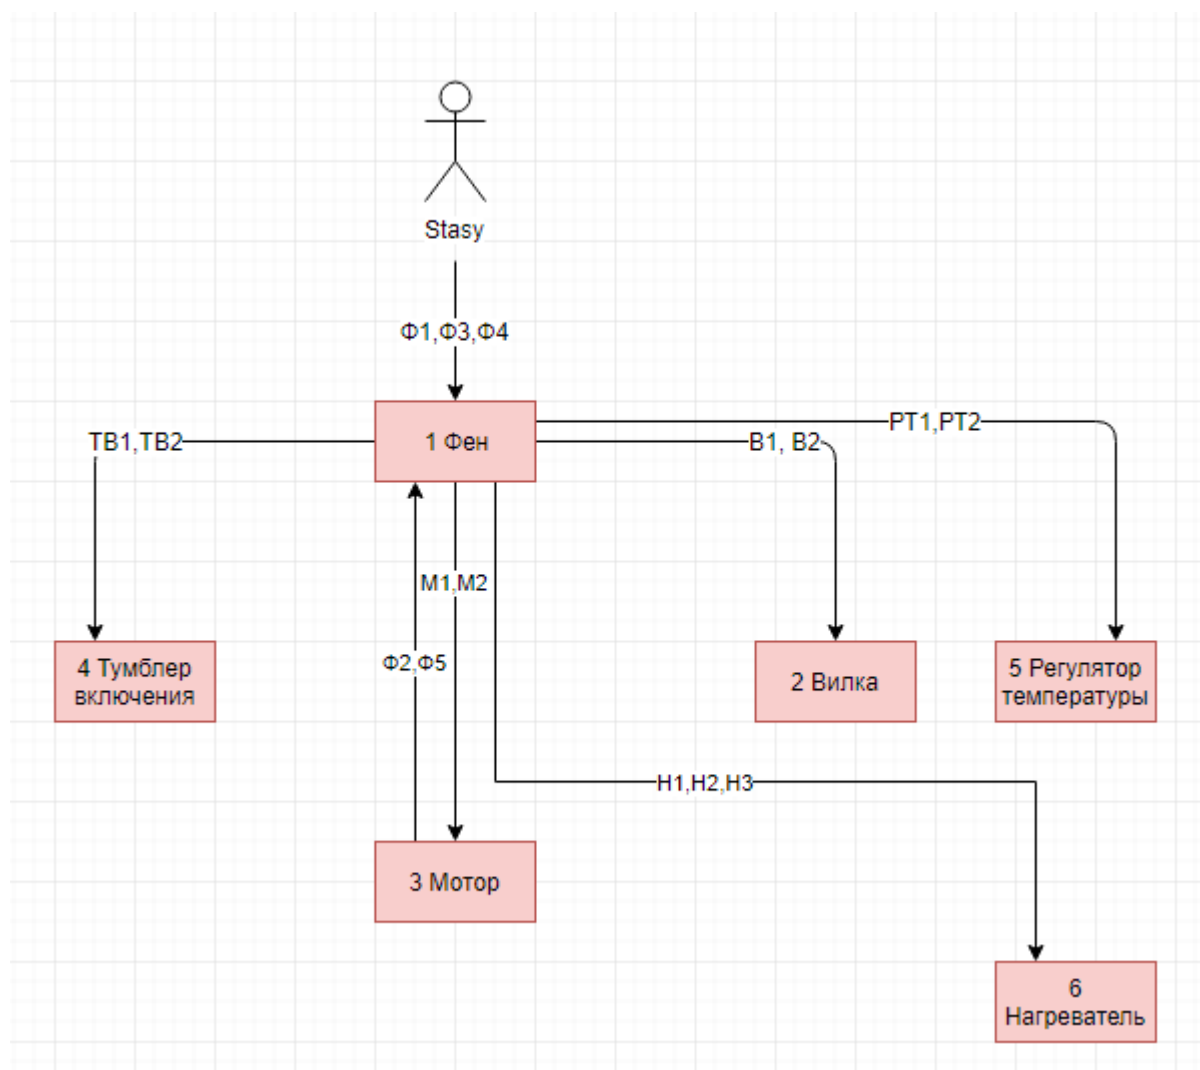 Stasy
Ф1,Ф3,Ф4
1 Фен
ТВ1,ТВ2
РТ1,РТ2
В1, В2
М1,М2
Ф2,Ф5
4 Тумблер
включения
2 Вилка
5 Регулятор
температуры
Н1,Н2,Н3
3 Мотор
6
Нагреватель